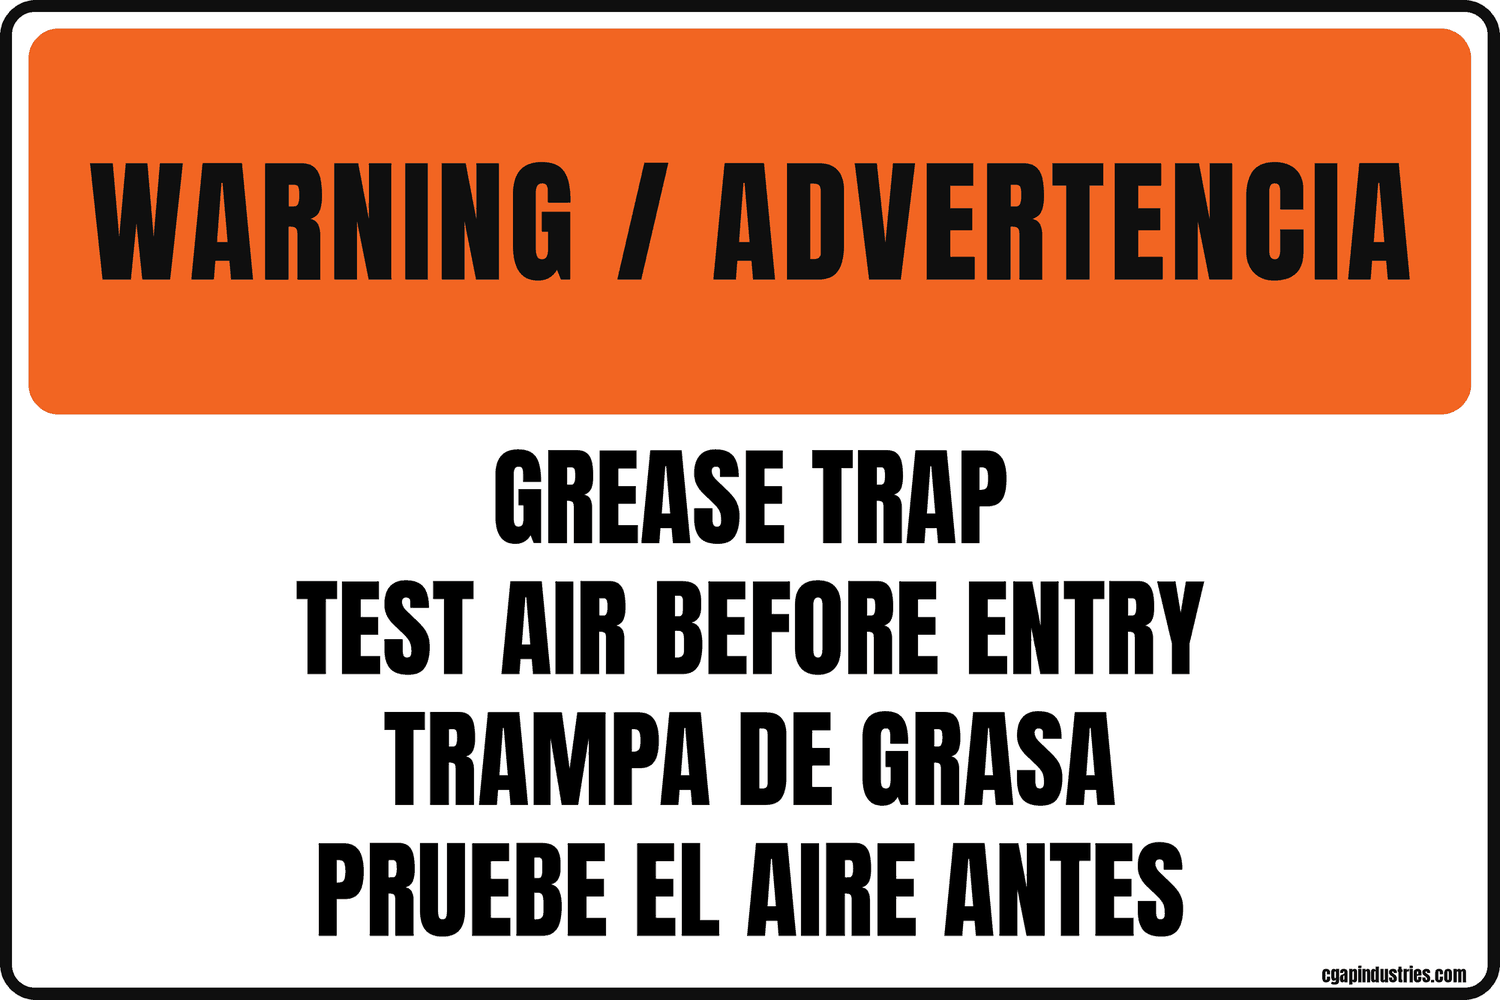 WARNING / ADVERTENCIA
GREASE TRAP
TEST AIR BEFORE ENTRY
TRAMPA DE GRASA
PRUEBE EL AIRE ANTES
cgapindustries.com